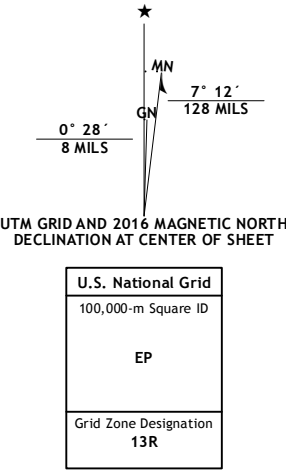 ★
MN
7° 12´
128 MILS
GN
0° 28´
8 MILS
UTM GRID AND 2016 MAGNETIC NORTH
DECLINATION AT CENTER OF SHEET
U.S. National Grid
100,000-m Square ID
EP
Grid Zone Designation
13R